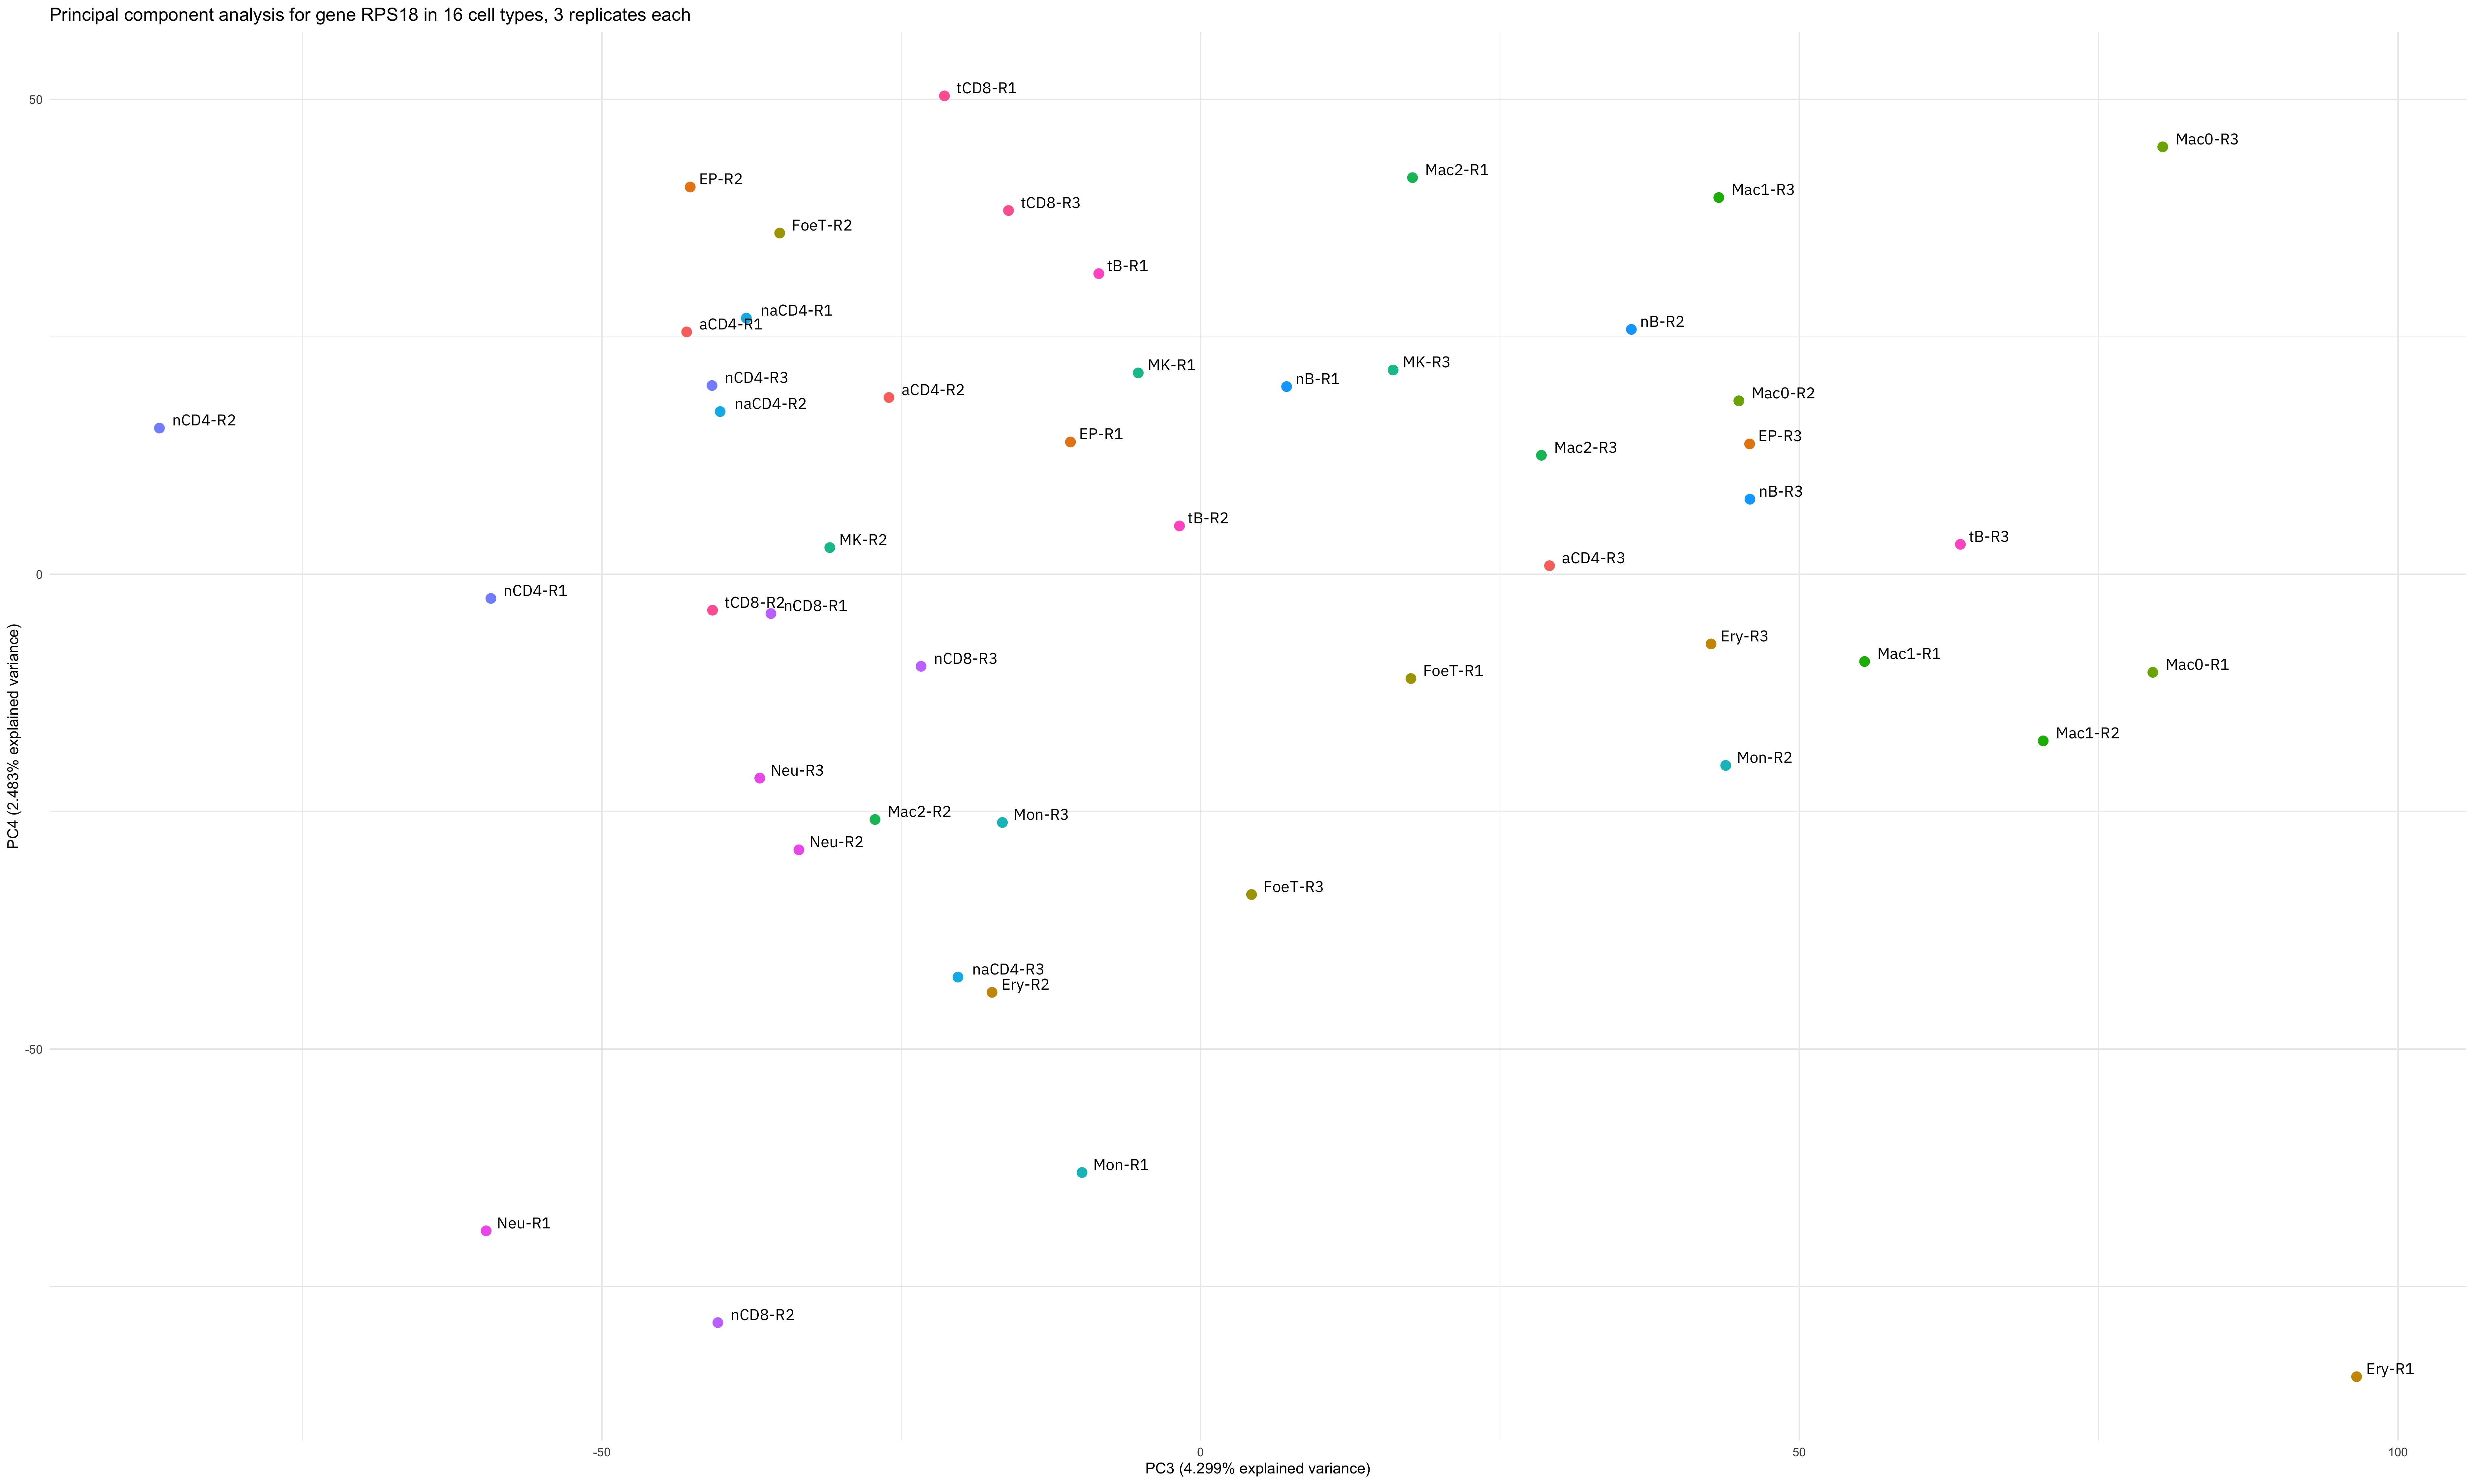 Principal component analysis for gene RPS18 in 16 cell types, 3 replicates each
tCD8-R1
50
Mac0-R3
Mac2-R1
EP-R2
Mac1-R3
tCD8-R3
FoeT-R2
tB-R1
naCD4-R1
nB-R2
aCD4-R1
MK-R3
MK-R1
nCD4-R3
nB-R1
aCD4-R2
Mac0-R2
naCD4-R2
nCD4-R2
EP-R1
EP-R3
Mac2-R3
nB-R3
tB-R2
tB-R3
MK-R2
aCD4-R3
0
nCD4-R1
tCD8-R2
nCD8-R1
Ery-R3
Mac1-R1
nCD8-R3
Mac0-R1
FoeT-R1
Mac1-R2
PC4 (2.483% explained variance)
Mon-R2
Neu-R3
Mac2-R2
Mon-R3
Neu-R2
FoeT-R3
naCD4-R3
Ery-R2
-50
Mon-R1
Neu-R1
nCD8-R2
Ery-R1
-50
0
50
100
PC3 (4.299% explained variance)